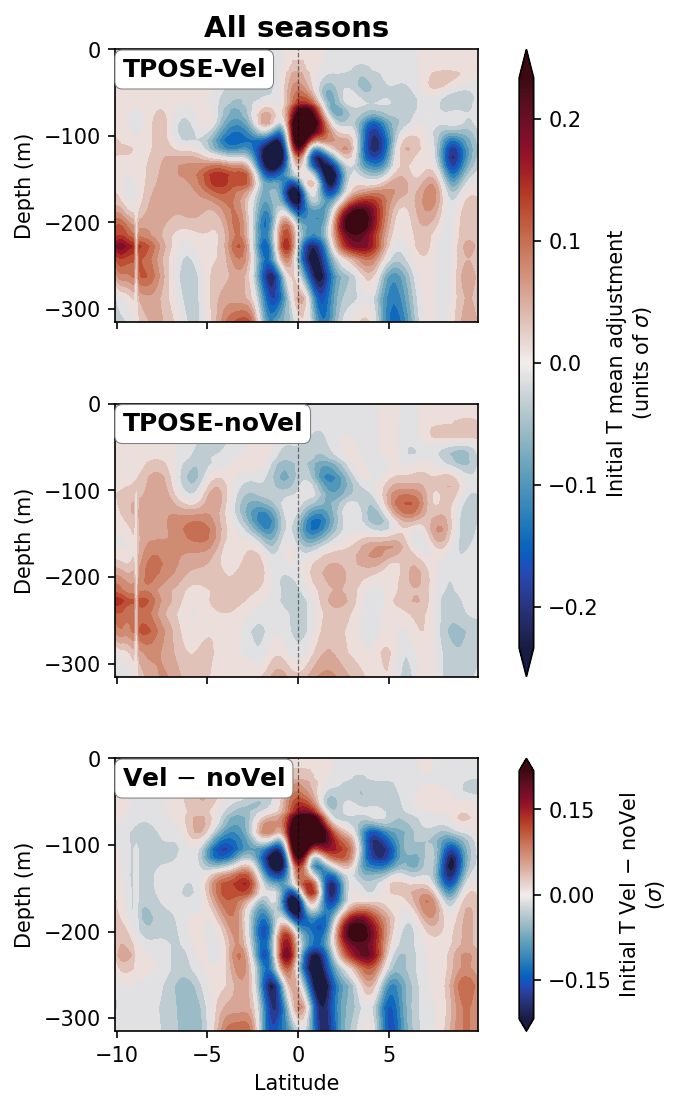 All seasons
TPOSE-Vel
0
−100
−200
−300
Depth (m)
0.2
0.1
0.0
−0.1
−0.2
Initial T mean adjustment
(units of σ)
TPOSE-noVel
0
−100
−200
−300
Depth (m)
Vel − noVel
0
−100
−200
−300
Depth (m)
−10
−5
0
5
Latitude
0.15
0.00
−0.15
Initial T Vel − noVel
(σ)